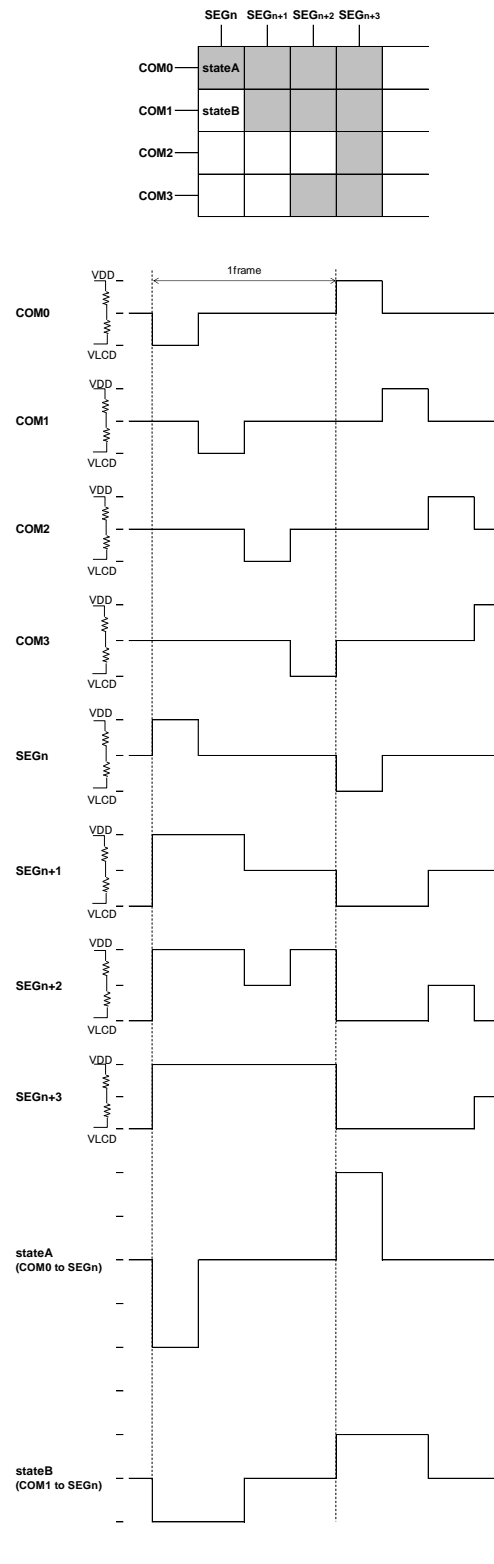 SEGn SEGn+1 SEGn+2 SEGn+3
COM0 stateA
COM1 stateB
COM2
COM3
1frame
VDD
COM0
VLCD
VDD
COM1
VLCD
VDD
COM2
VLCD
VDD
COM3
VLCD
VDD
SEGn
VLCD
VDD
SEGn+1
VLCD
VDD
SEGn+2
VLCD
VDD
SEGn+3
VLCD
stateA
(COM0 to SEGn)
stateB
(COM1 to SEGn)